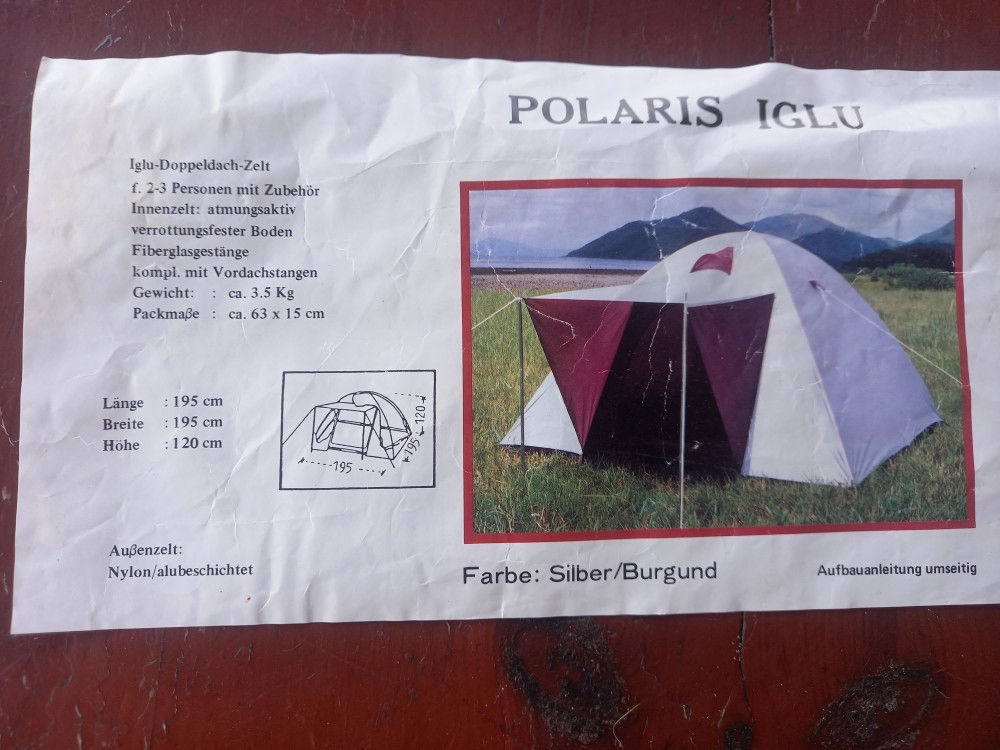 POLARIS IGLU
Iglu-Doppeldach-Zelt
f. 2-3 Personen mit Zubehör
Innenzelt: atmungsaktiv
verrottungsfester Boden
Fiberglasgestänge
kompl. mit Vordachstangen
Gewicht: : ca. 3.5 Kg
Packmaße : ca. 63 x 15 cm
Länge : 195 cm
Breite : 195 cm
Höhe : 120 cm
120
195
195
Außenzelt:
Nylon/alubeschichtet
Farbe: Silber/Burgund
Aufbauanleitung umseitig